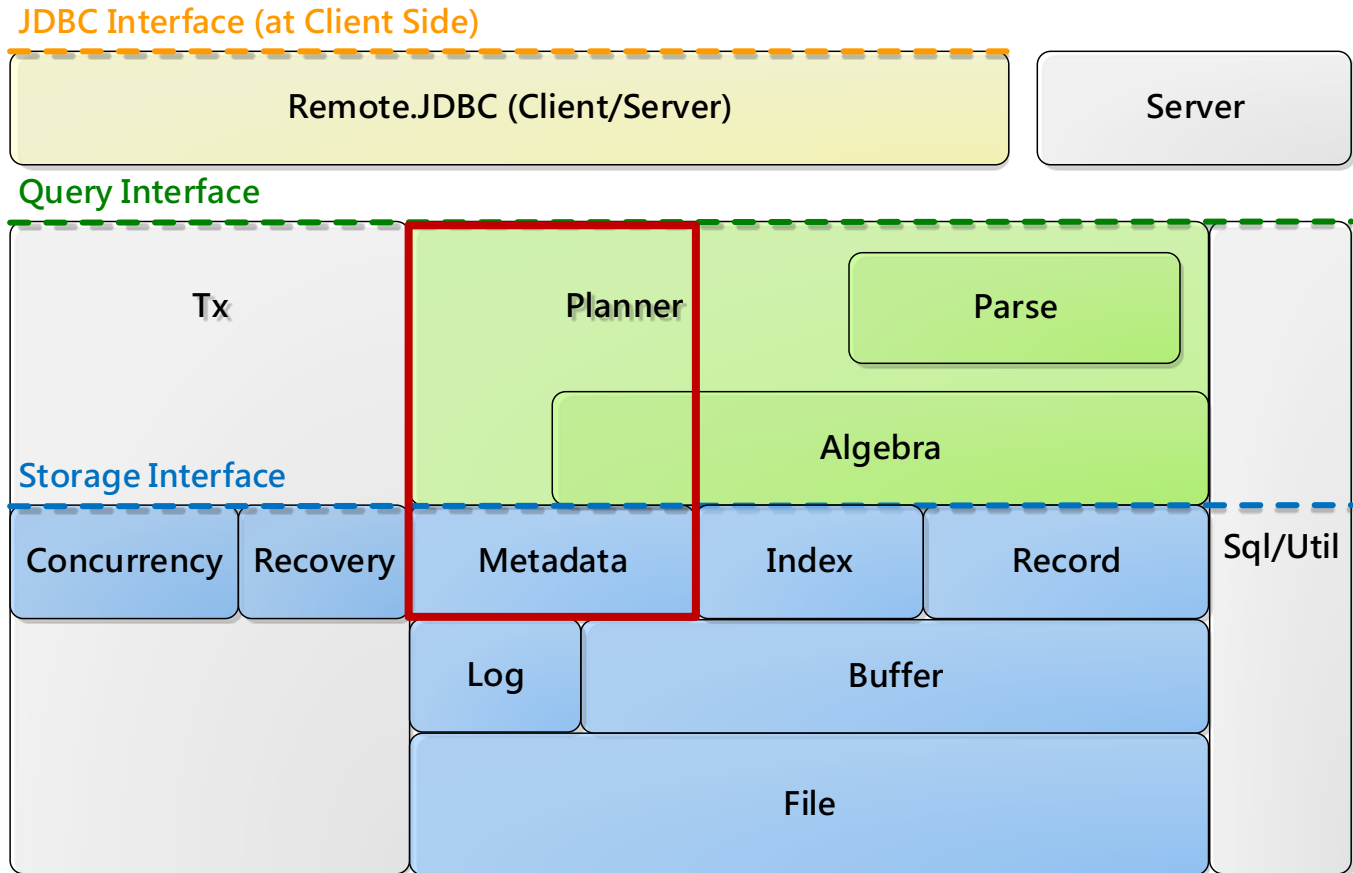 JDBC Interface (at Client Side)
Remote.JDBC (Client/Server)
Server
Query Interface
Tx
Planner
Parse
Algebra
Storage Interface
Concurrency
Recovery
Metadata
Index
Record
Sql/Util
Log
Buffer
File